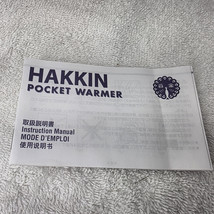 HAKKIN
POCKET WARMER
取扱説明書
Instruction Manual
MODE D'EMPLOI
使用说明书